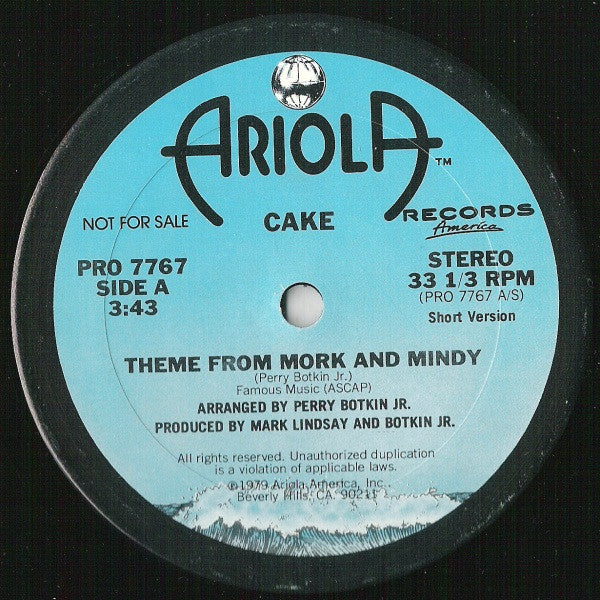 ARIOLA™
NOT FOR SALE
CAKE
RECORDS
America
PRO 7767
SIDE A
3:43
STEREO
33 1/3 RPM
(PRO 7767 A/S)
Short Version
THEME FROM MORK AND MINDY
(Perry Botkin Jr.)
Famous Music (ASCAP)
ARRANGED BY PERRY BOTKIN JR.
PRODUCED BY MARK LINDSAY AND BOTKIN JR.
All rights reserved. Unauthorized duplication
is a violation of applicable laws.
©1979 Ariola America, Inc.
Beverly Hills, CA. 90211